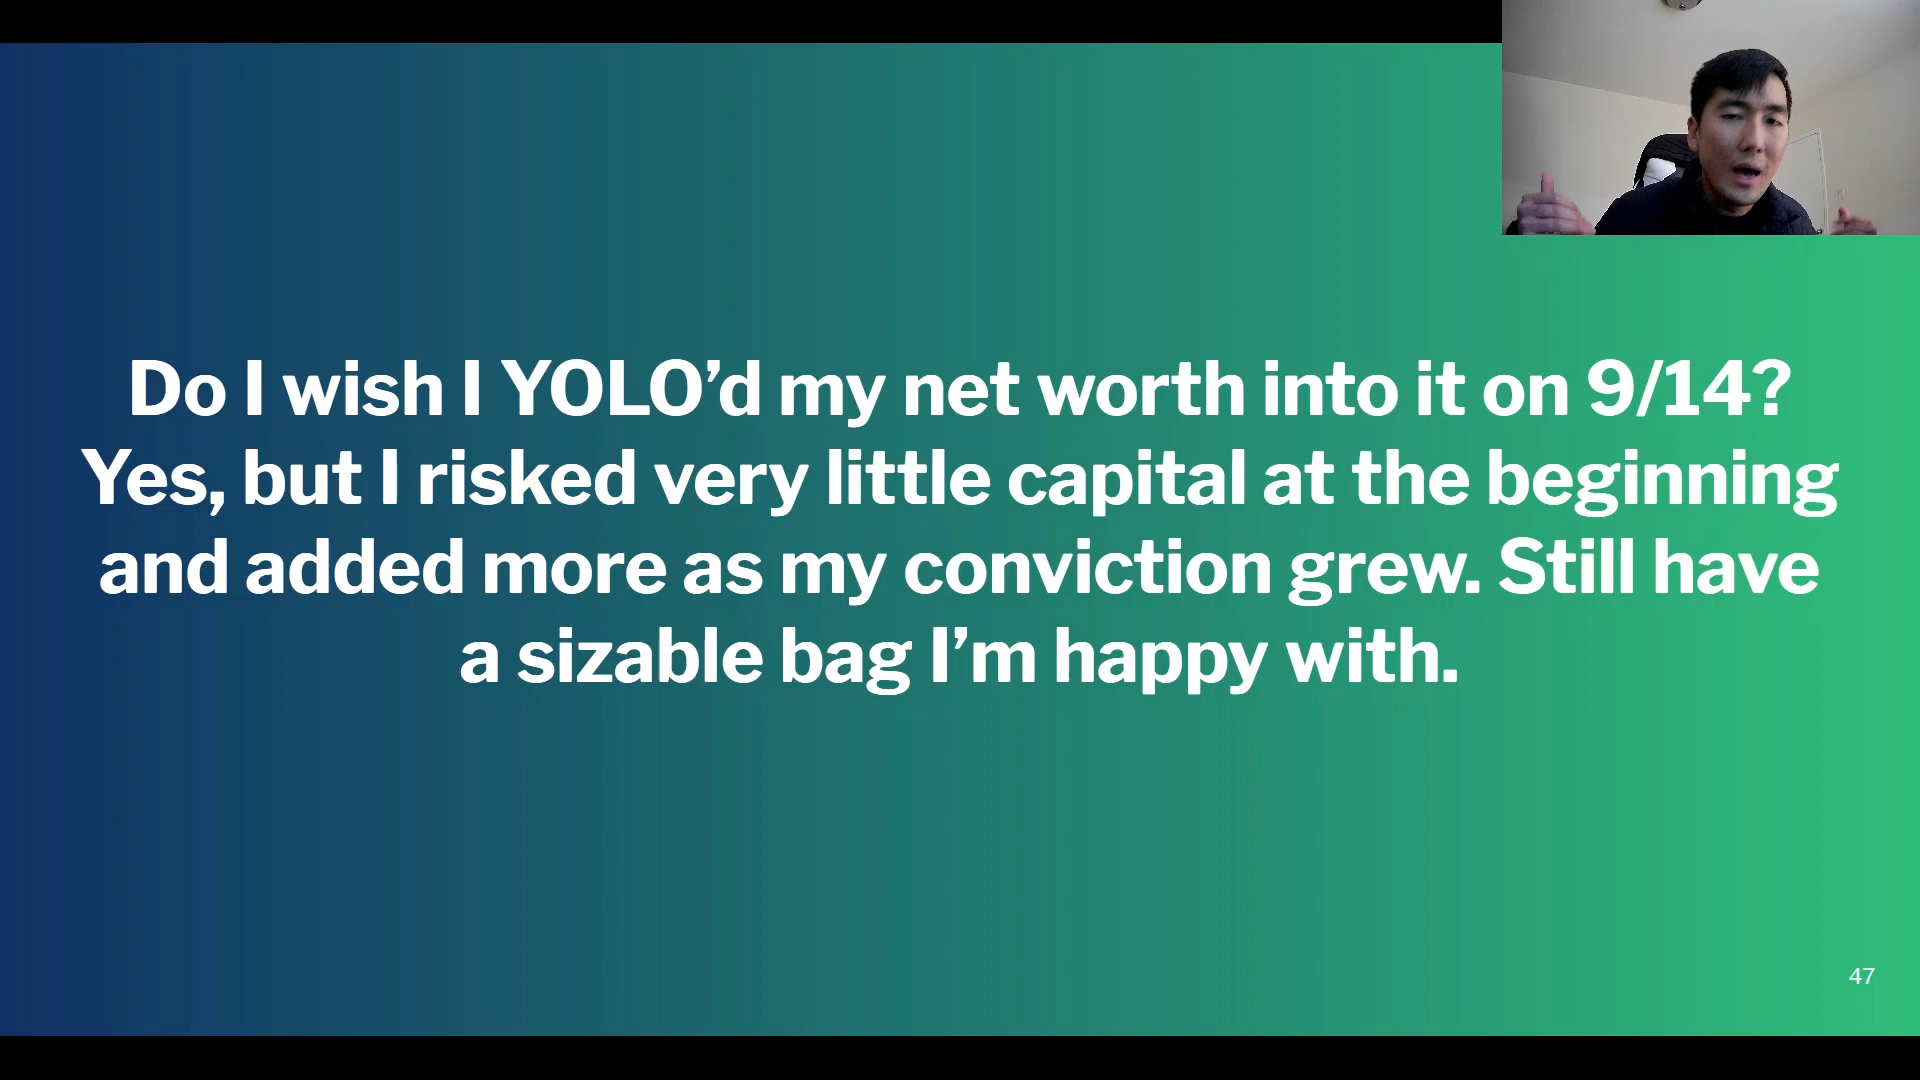 Do I wish I YOLO’d my net worth into it on 9/14?
Yes, but I risked very little capital at the beginning
and added more as my conviction grew. Still have
a sizable bag I’m happy with.
47